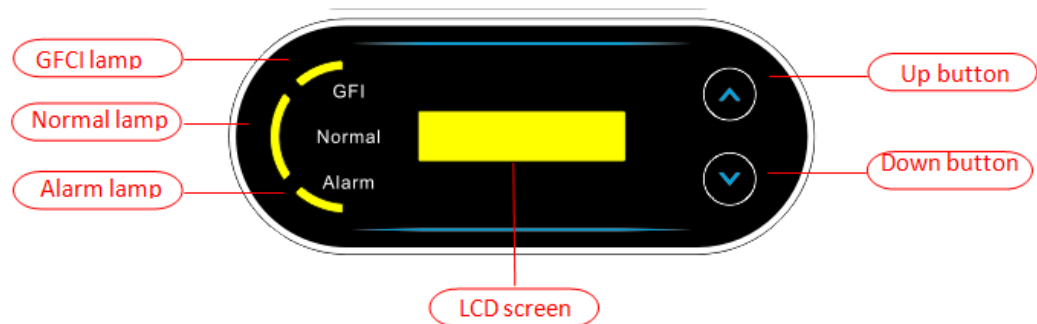 GFCI lamp
GFI
Up button
Normal lamp
Normal
Down button
Alarm lamp
Alarm
LCD screen